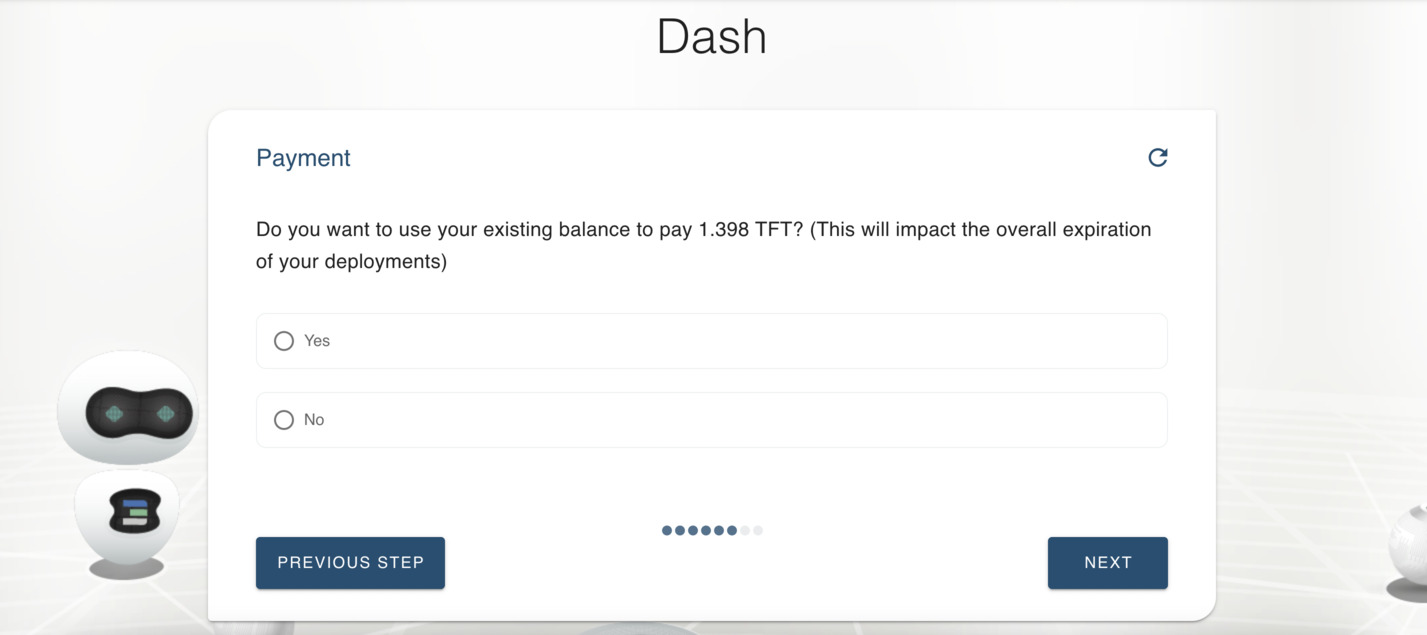 Dash
Payment
Do you want to use your existing balance to pay 1.398 TFT? (This will impact the overall expiration
of your deployments)
Yes
No
PREVIOUS STEP
NEXT